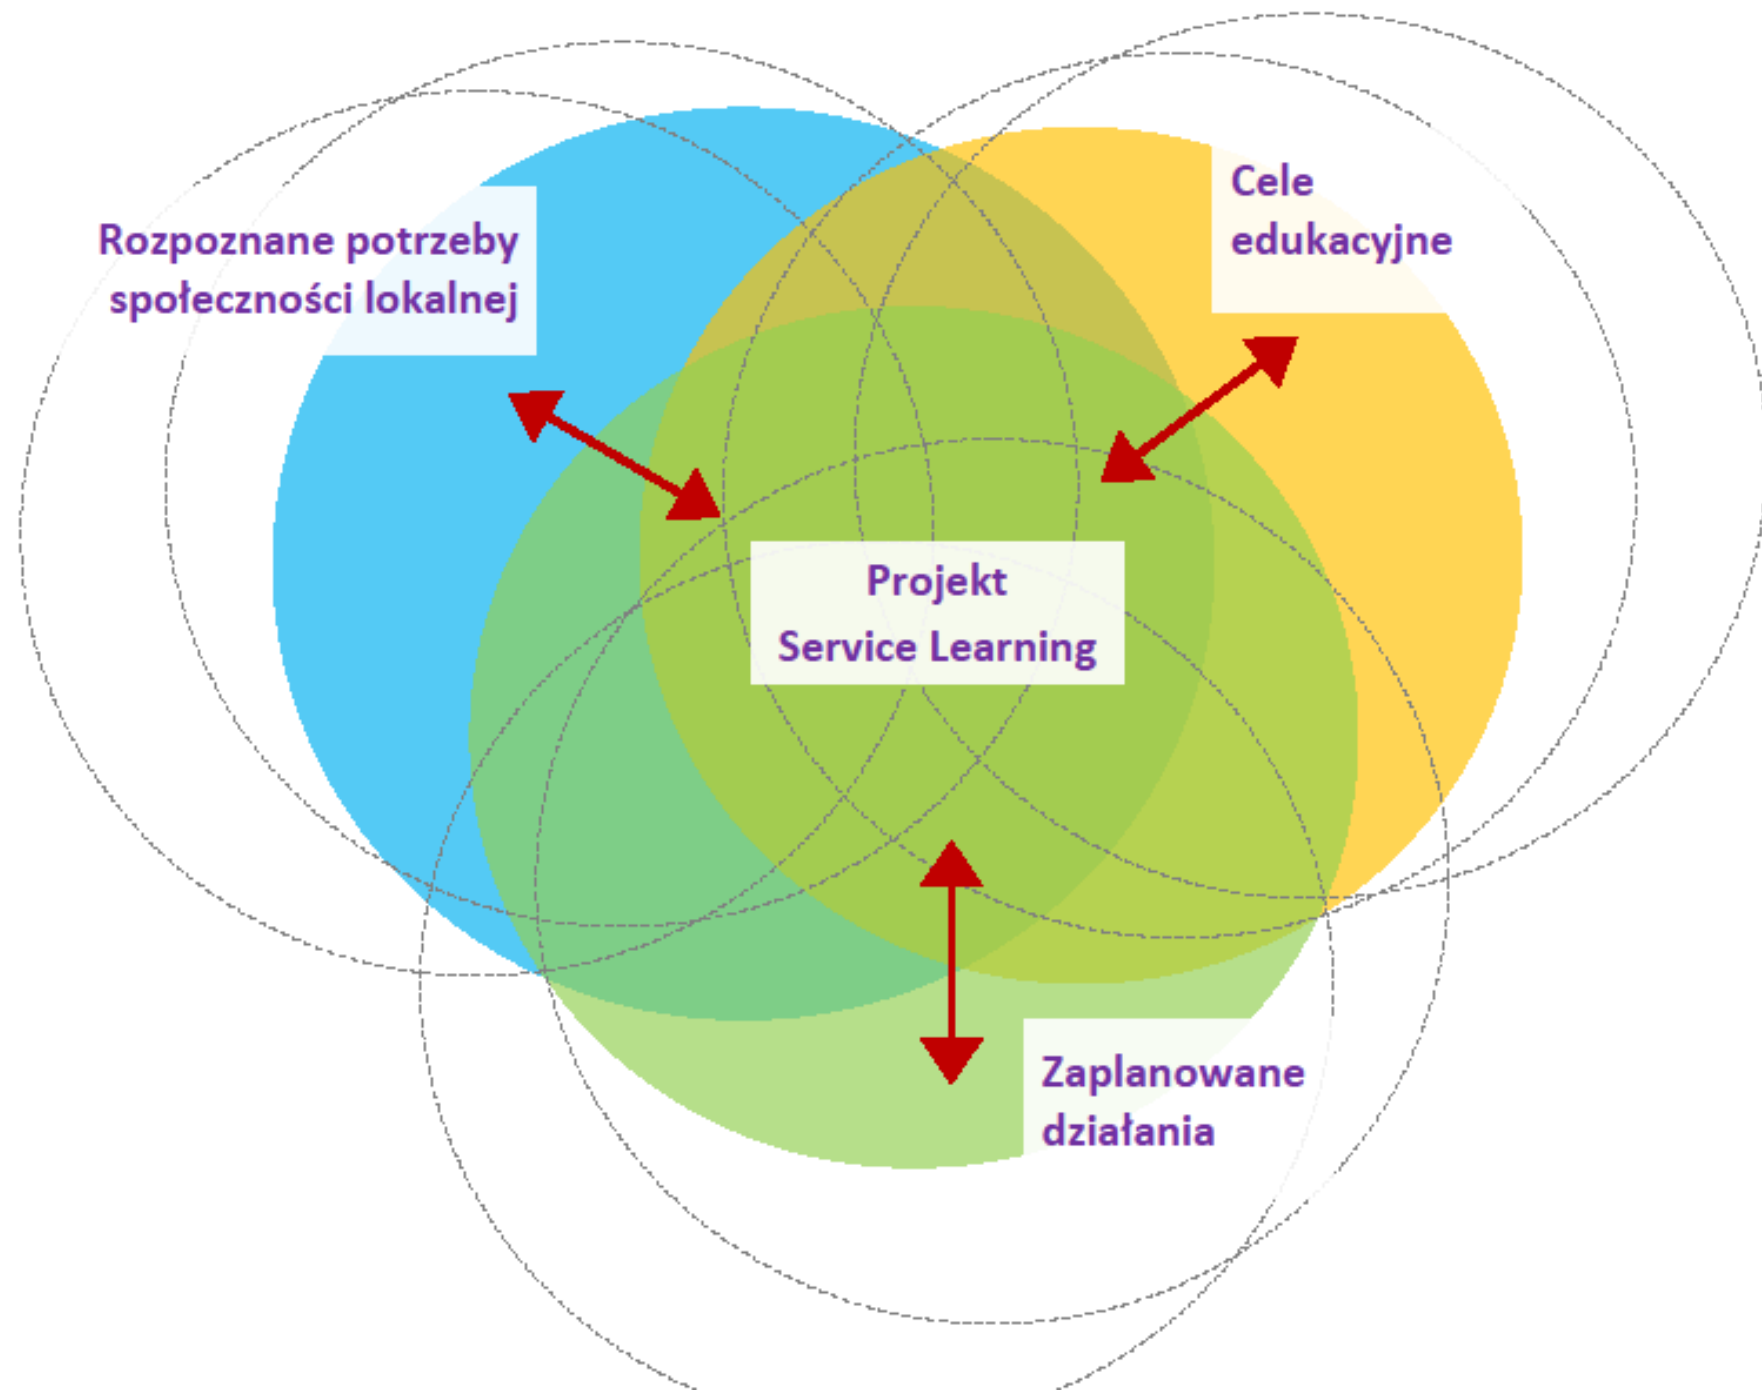 Rozpoznane potrzeby
społeczności lokalnej
Cele
edukacyjne
Projekt
Service Learning
Zaplanowane
działania